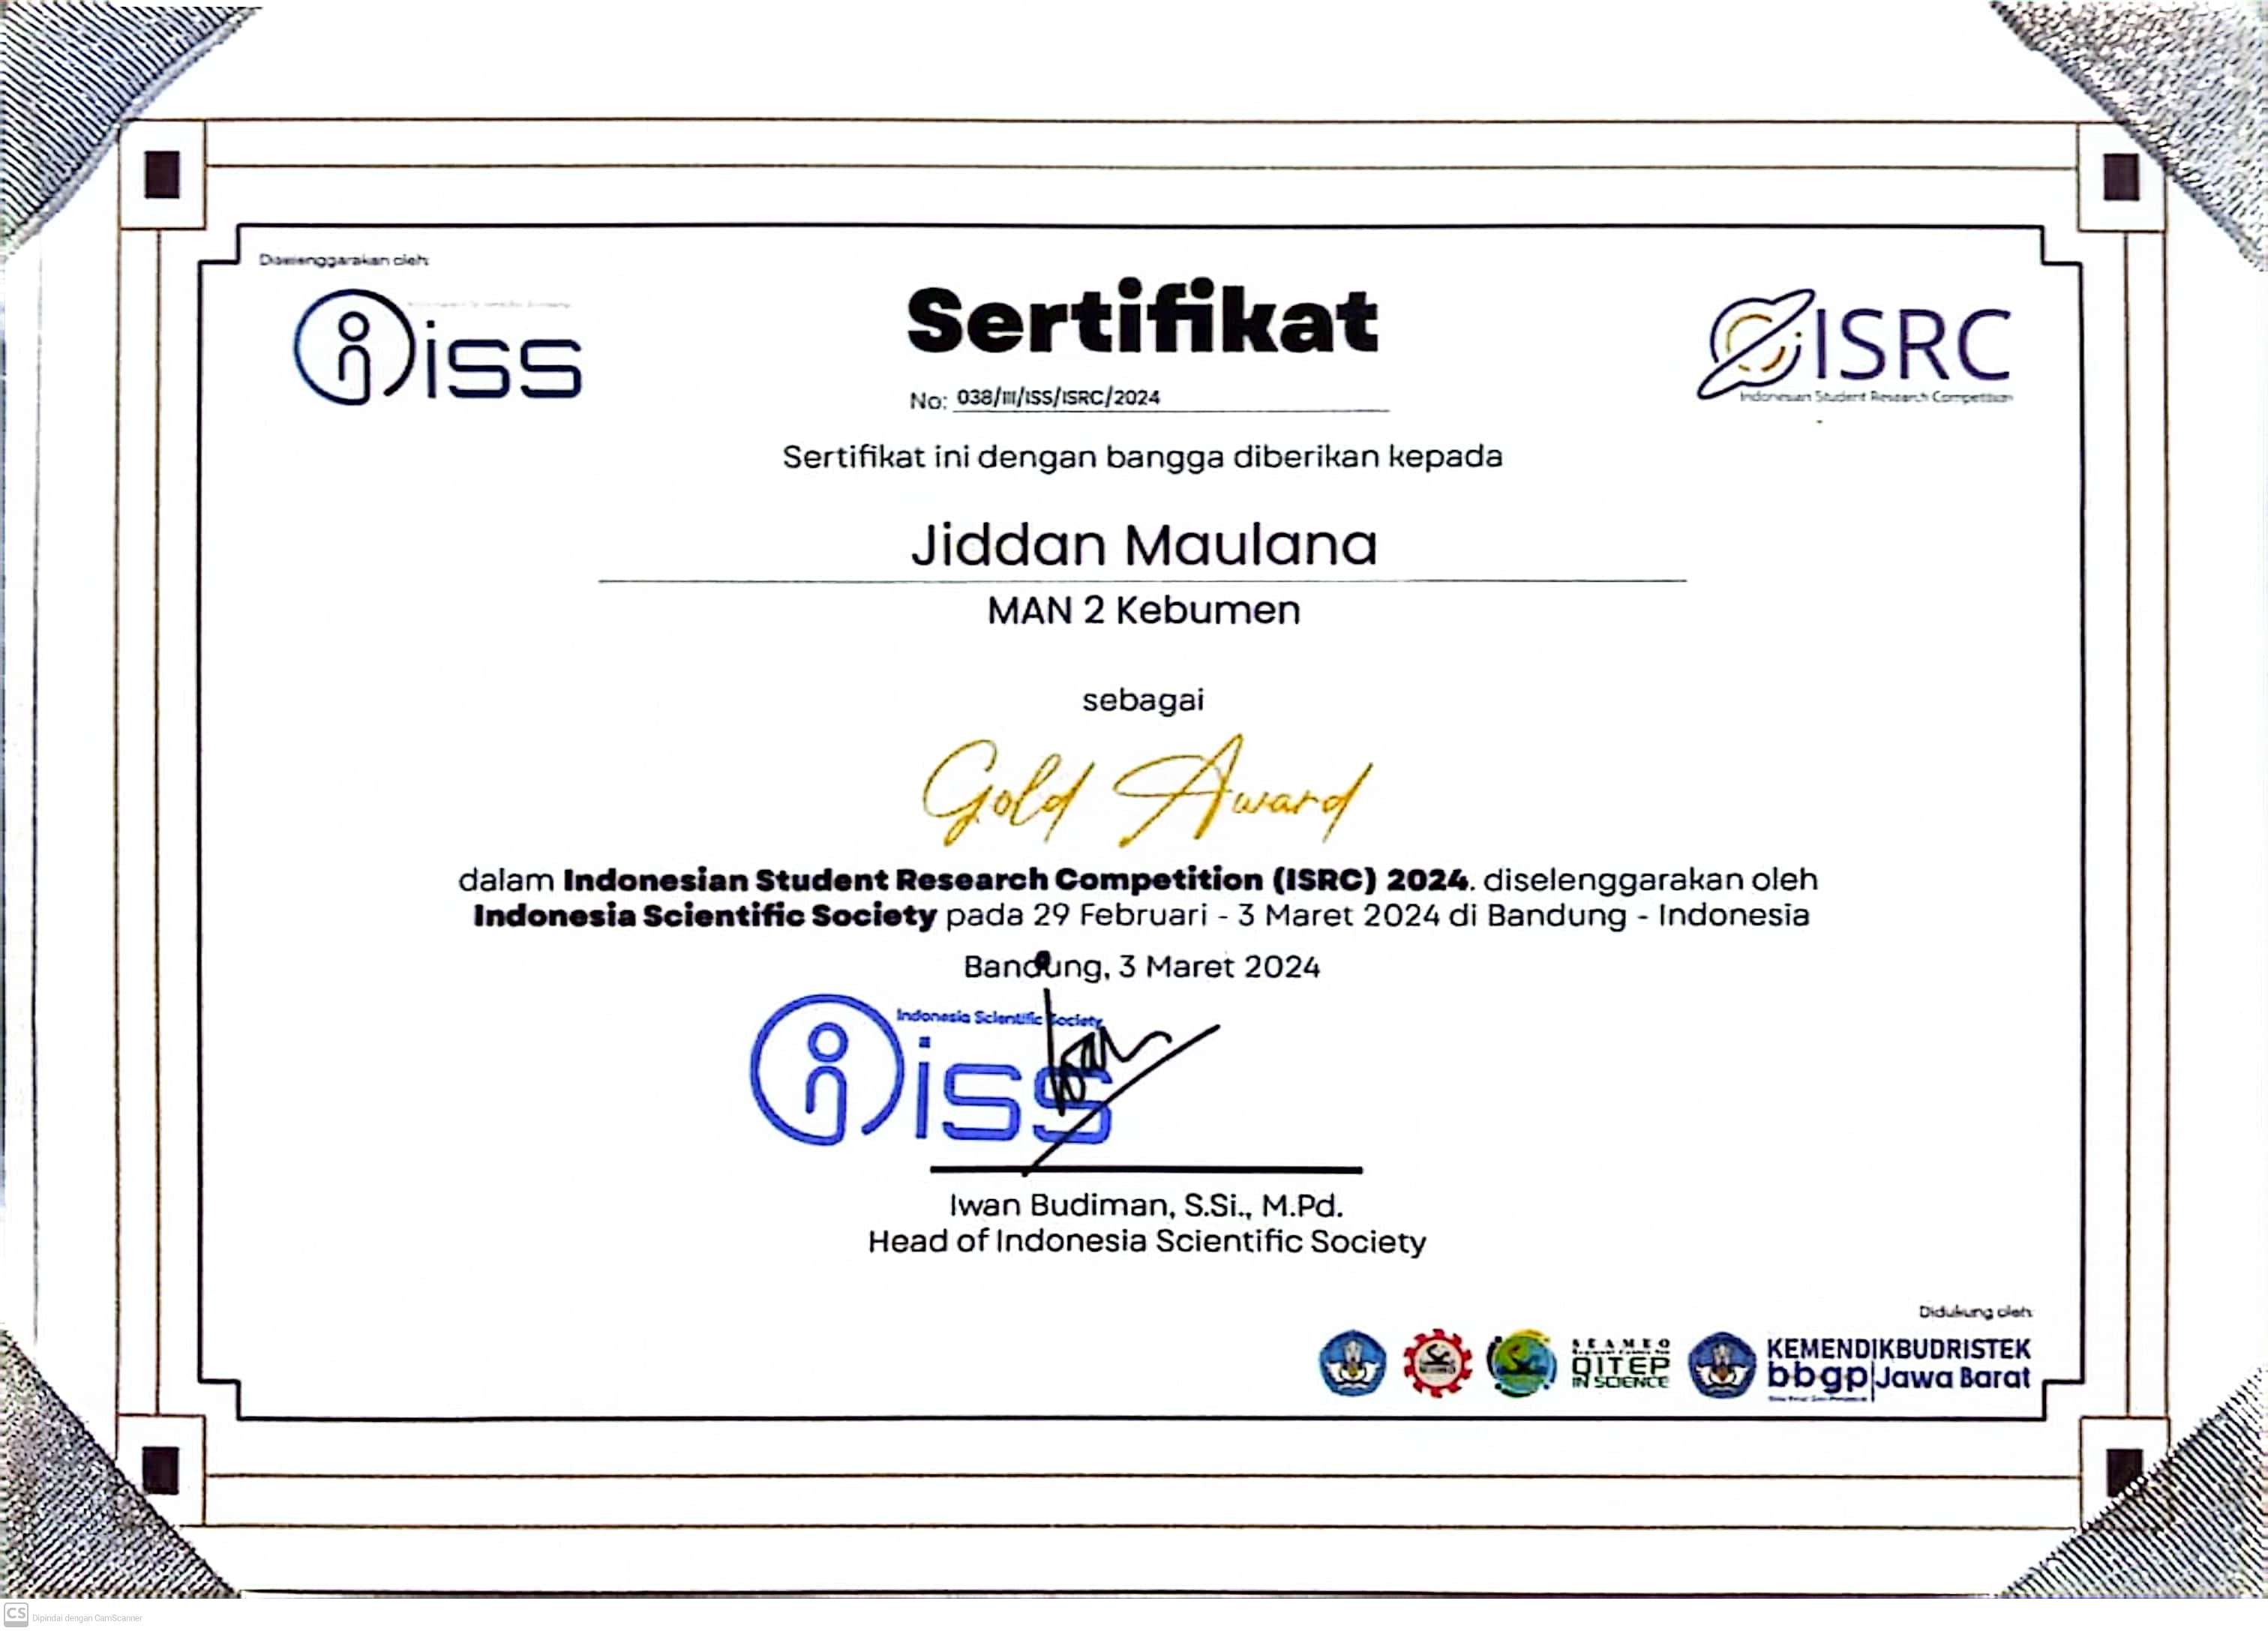 Diselenggarakan oleh:
iss
Sertifikat
No: 038/III/ISS/ISRC/2024
ISRC
Indonesian Student Research Competition
Sertifikat ini dengan bangga diberikan kepada
Jiddan Maulana
MAN 2 Kebumen
sebagai
Gold Award
dalam Indonesian Student Research Competition (ISRC) 2024. diselenggarakan oleh
Indonesia Scientific Society pada 29 Februari - 3 Maret 2024 di Bandung - Indonesia
Bandung, 3 Maret 2024
Indonesia Scientific Society
iss
Iwan Budiman, S.Si., M.Pd.
Head of Indonesia Scientific Society
Didukung oleh:
SEAMEO
QITEP
IN SCIENCE
KEMENDIKBUDRISTEK
bbgp Jawa Barat
CS Dipindai dengan CamScanner